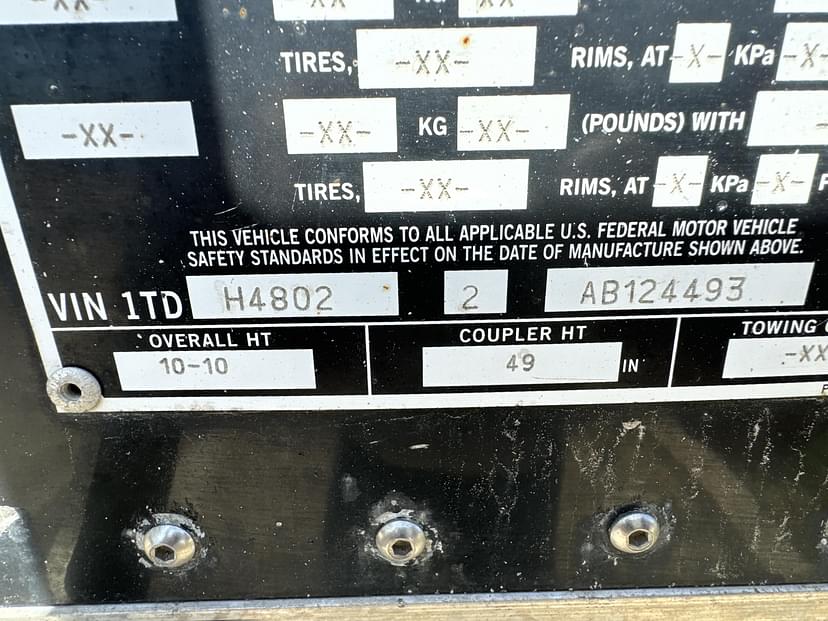 TIRES, -XX- RIMS, AT -X- KPa
-XX- -XX- KG -XX- (POUNDS) WITH
TIRES, -XX- RIMS, AT -X- KPa -X-
THIS VEHICLE CONFORMS TO ALL APPLICABLE U.S. FEDERAL MOTOR VEHICLE
SAFETY STANDARDS IN EFFECT ON THE DATE OF MANUFACTURE SHOWN ABOVE.
VIN 1TD H4802 2 AB124493
OVERALL HT COUPLER HT TOWING
10-10 49 IN -XX